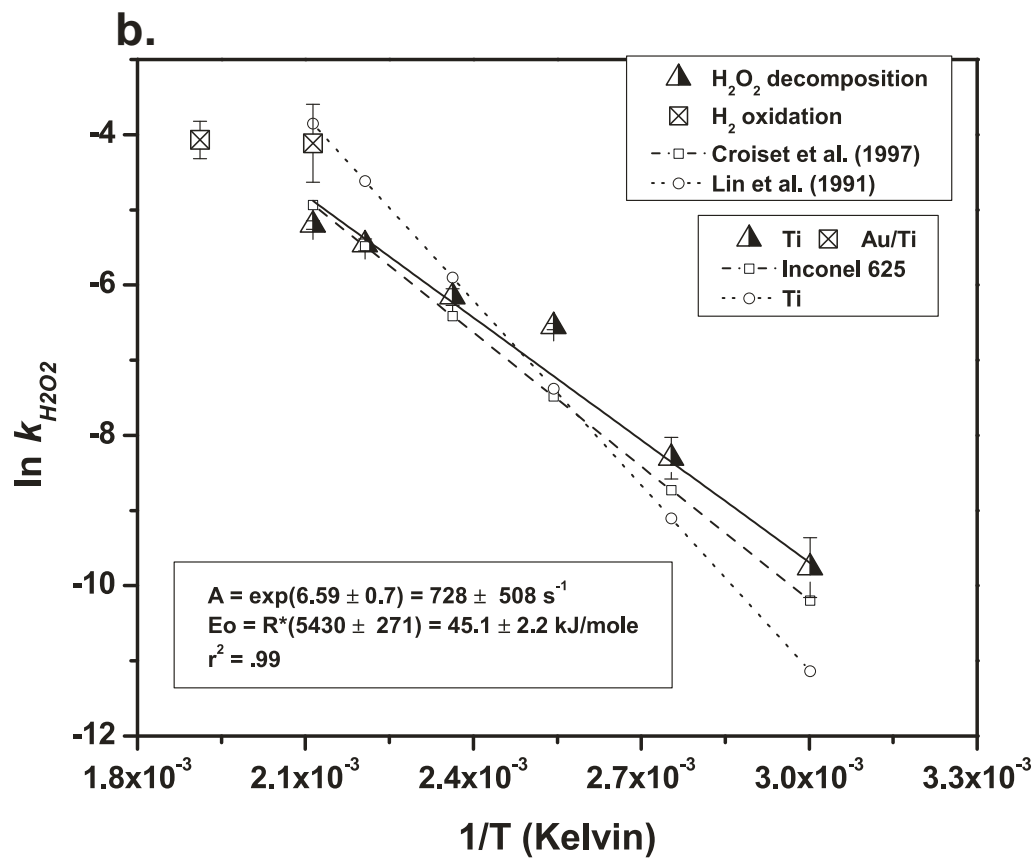 b.
H₂O₂ decomposition
H₂ oxidation
Croiset et al. (1997)
Lin et al. (1991)
Ti Au/Ti
Inconel 625
Ti
ln k_H2O2
-4
-6
-8
-10
-12
A = exp(6.59 ± 0.7) = 728 ± 508 s⁻¹
Eo = R*(5430 ± 271) = 45.1 ± 2.2 kJ/mole
r² = .99
1.8x10⁻³ 2.1x10⁻³ 2.4x10⁻³ 2.7x10⁻³ 3.0x10⁻³ 3.3x10⁻³
1/T (Kelvin)